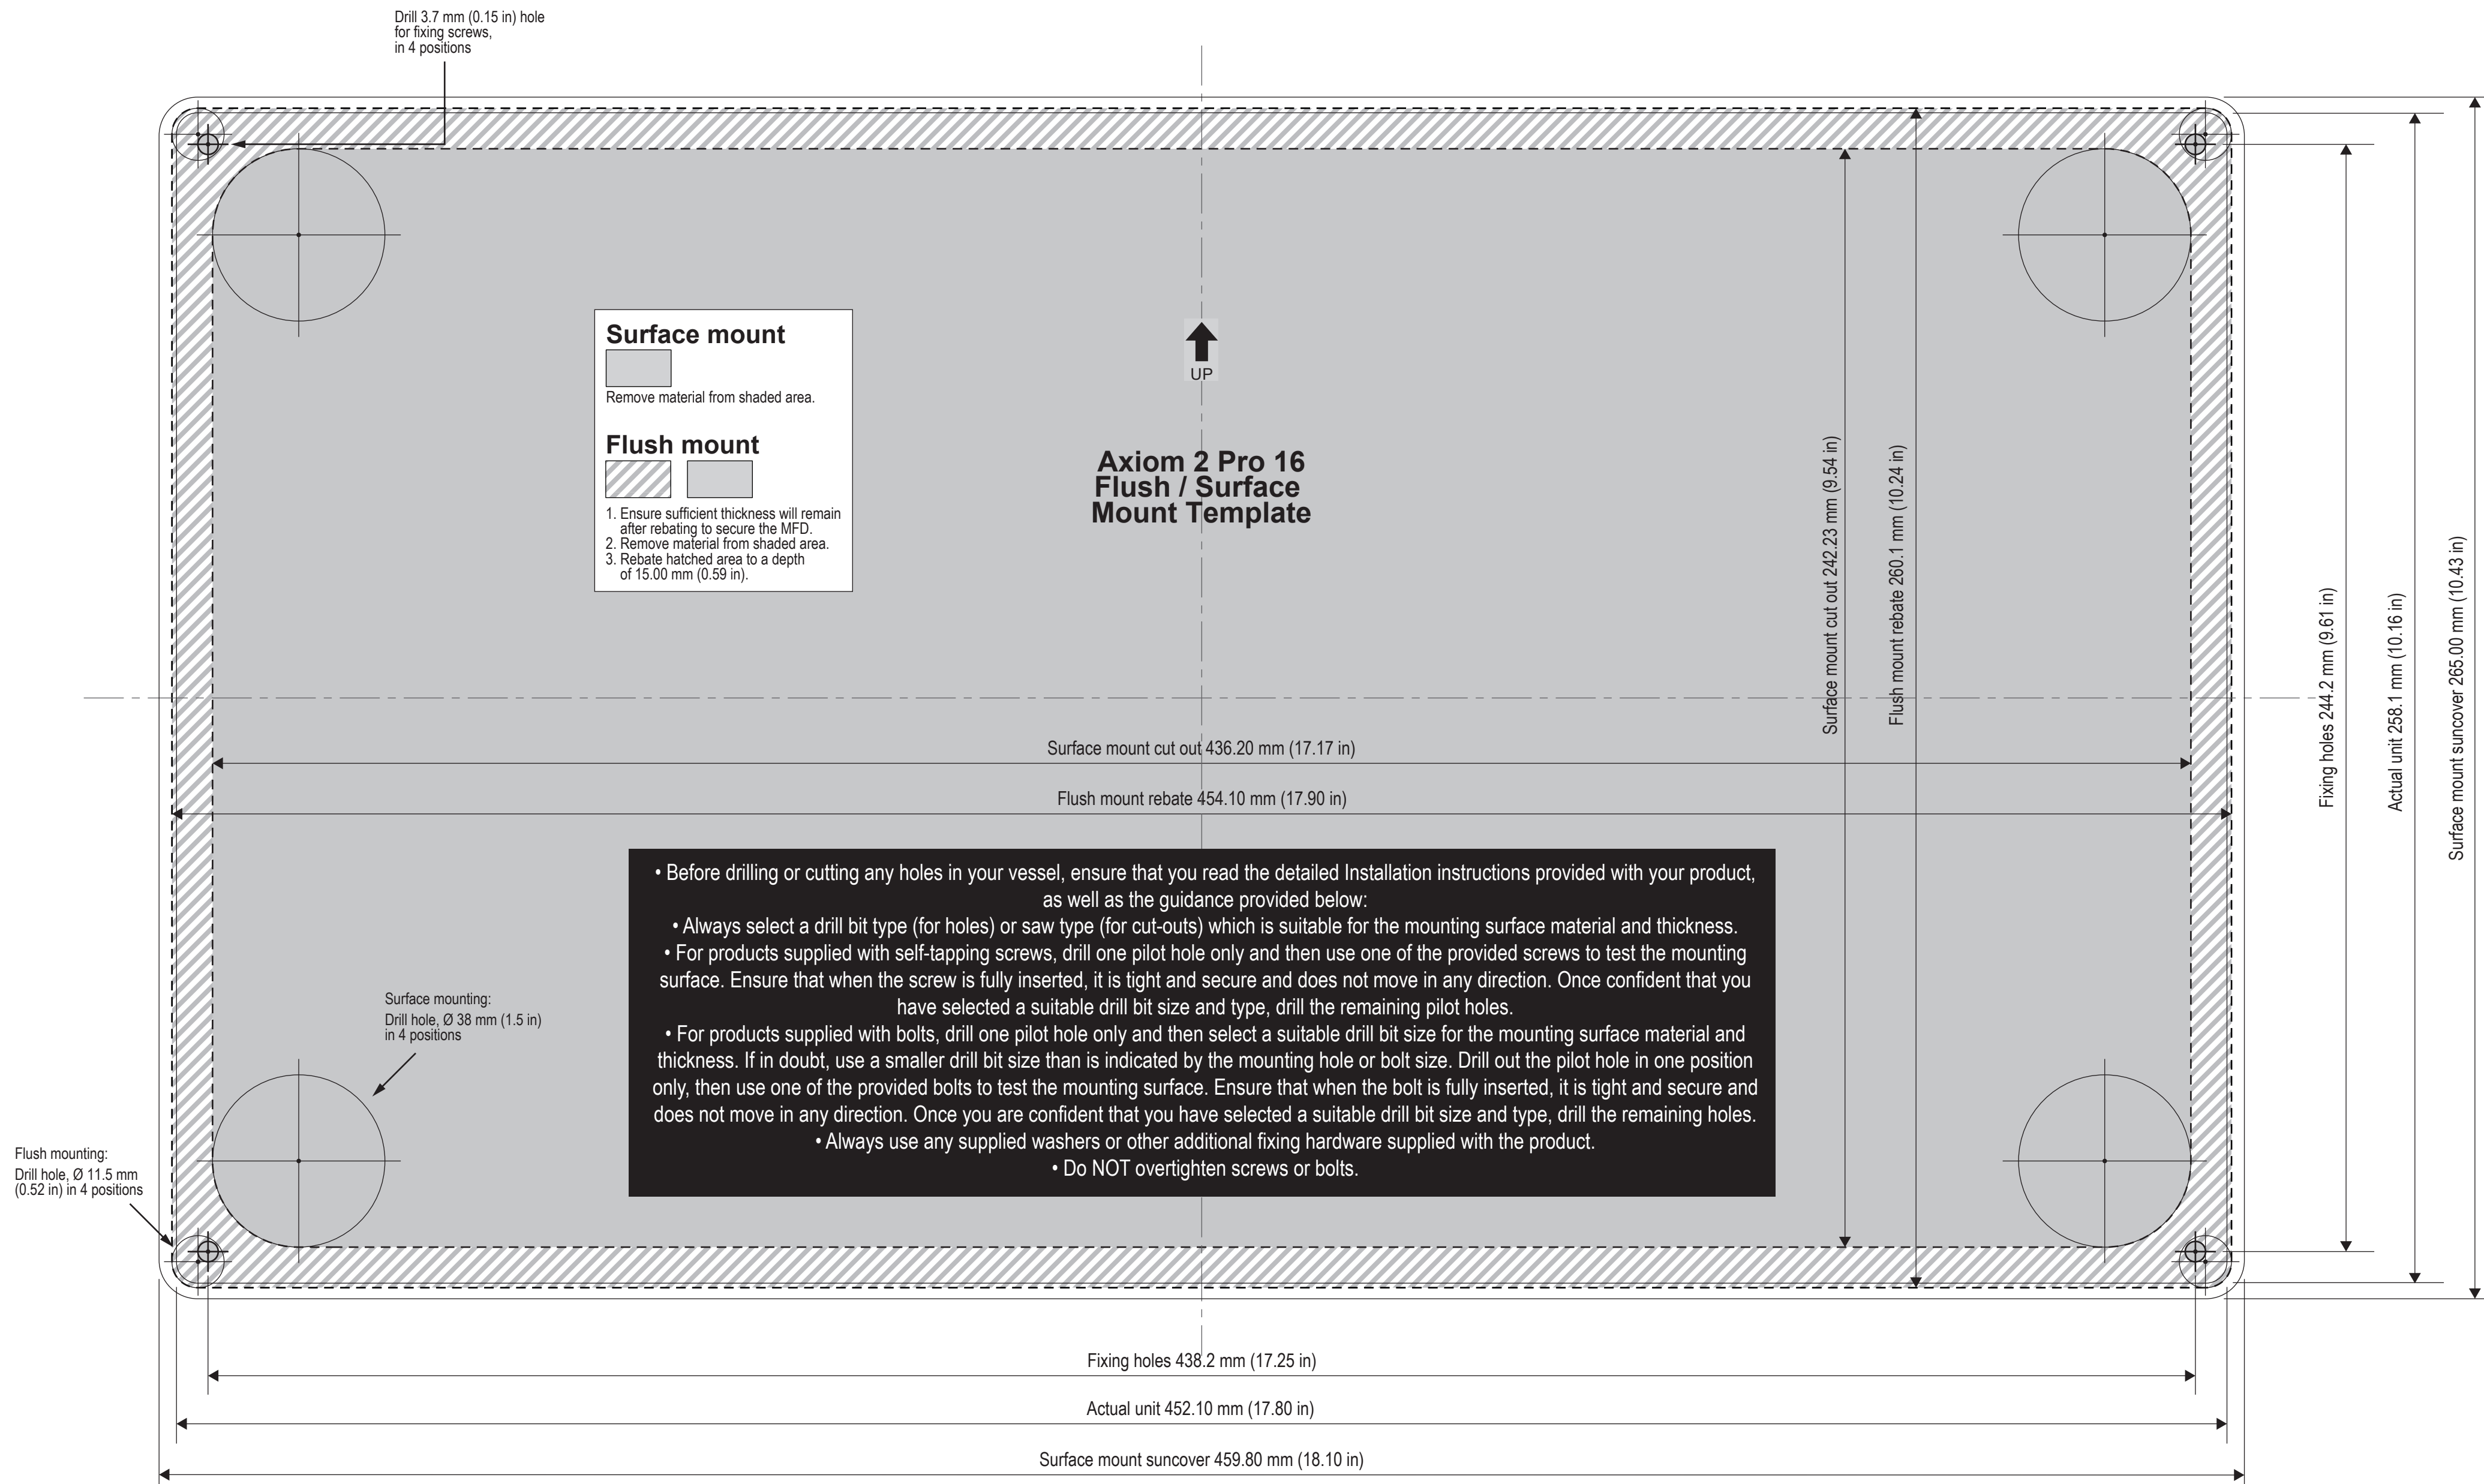 Drill 3.7 mm (0.15 in) hole
for fixing screws,
in 4 positions
Surface mount
Remove material from shaded area.
Flush mount
1. Ensure sufficient thickness will remain
after rebating to secure the MFD.
2. Remove material from shaded area.
3. Rebate hatched area to a depth
of 15.00 mm (0.59 in).
UP
Axiom 2 Pro 16
Flush / Surface
Mount Template
Surface mount cut out 242.23 mm (9.54 in)
Flush mount rebate 260.1 mm (10.24 in)
Fixing holes 244.2 mm (9.61 in)
Actual unit 258.1 mm (10.16 in)
Surface mount suncover 265.00 mm (10.43 in)
Surface mount cut out 436.20 mm (17.17 in)
Flush mount rebate 454.10 mm (17.90 in)
• Before drilling or cutting any holes in your vessel, ensure that you read the detailed Installation instructions provided with your product,
as well as the guidance provided below:
• Always select a drill bit type (for holes) or saw type (for cut-outs) which is suitable for the mounting surface material and thickness.
• For products supplied with self-tapping screws, drill one pilot hole only and then use one of the provided screws to test the mounting
surface. Ensure that when the screw is fully inserted, it is tight and secure and does not move in any direction. Once confident that you
have selected a suitable drill bit size and type, drill the remaining pilot holes.
• For products supplied with bolts, drill one pilot hole only and then select a suitable drill bit size for the mounting surface material and
thickness. If in doubt, use a smaller drill bit size than is indicated by the mounting hole or bolt size. Drill out the pilot hole in one position
only, then use one of the provided bolts to test the mounting surface. Ensure that when the bolt is fully inserted, it is tight and secure and
does not move in any direction. Once you are confident that you have selected a suitable drill bit size and type, drill the remaining holes.
• Always use any supplied washers or other additional fixing hardware supplied with the product.
• Do NOT overtighten screws or bolts.
Surface mounting:
Drill hole, Ø 38 mm (1.5 in)
in 4 positions
Flush mounting:
Drill hole, Ø 11.5 mm
(0.52 in) in 4 positions
Fixing holes 438.2 mm (17.25 in)
Actual unit 452.10 mm (17.80 in)
Surface mount suncover 459.80 mm (18.10 in)